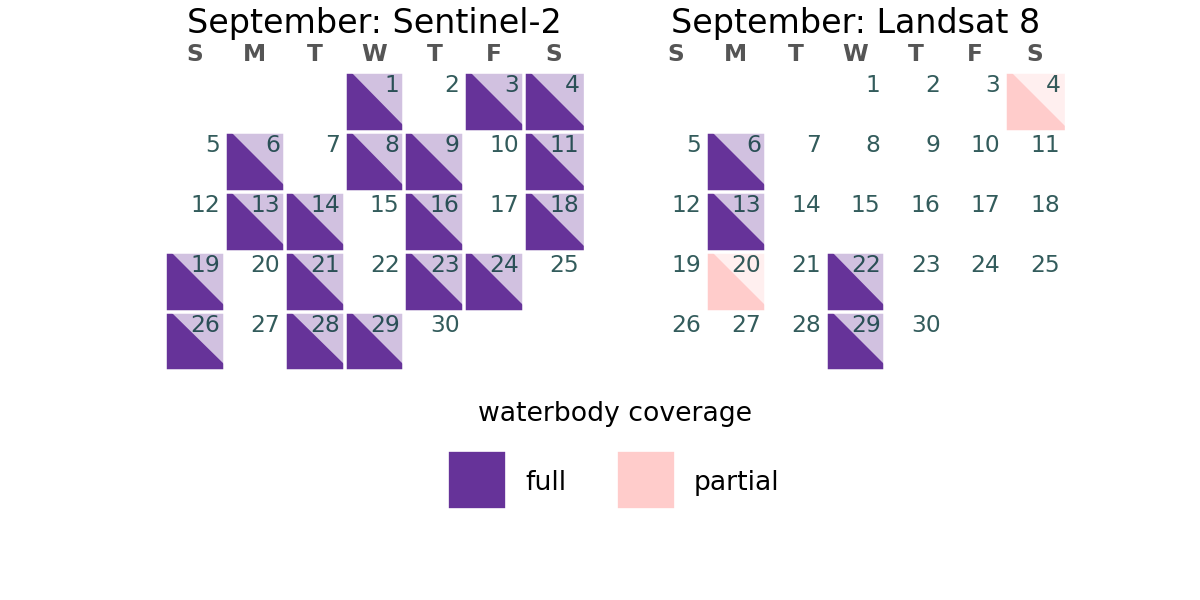 September: Sentinel-2
S M T W T F S
1 2 3 4
5 6 7 8 9 10 11
12 13 14 15 16 17 18
19 20 21 22 23 24 25
26 27 28 29 30
September: Landsat 8
S M T W T F S
1 2 3 4
5 6 7 8 9 10 11
12 13 14 15 16 17 18
19 20 21 22 23 24 25
26 27 28 29 30
waterbody coverage
full partial